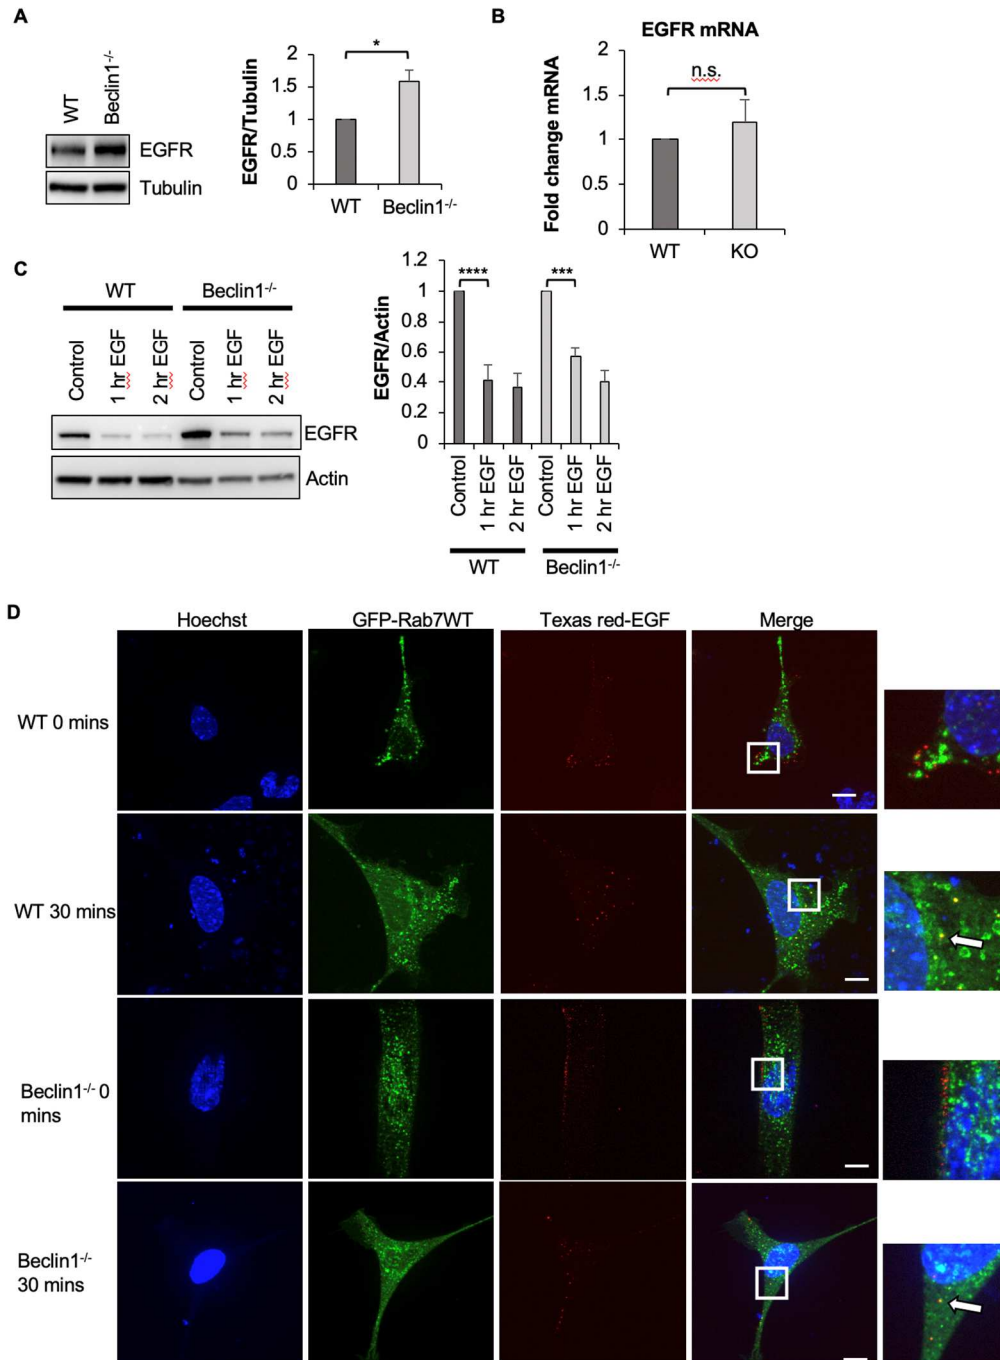 A
WT
Beclin1-/-
EGFR
Tubulin
EGFR/Tubulin
2
1.5
1
0.5
0
*
WT
Beclin1-/-
B
EGFR mRNA
Fold change mRNA
2
1.5
1
0.5
0
n.s.
WT
KO
C
WT
Beclin1-/-
Control
1 hr EGF
2 hr EGF
Control
1 hr EGF
2 hr EGF
EGFR
Actin
EGFR/Actin
1.2
1
0.8
0.6
0.4
0.2
0
****
***
Control
1 hr EGF
2 hr EGF
Control
1 hr EGF
2 hr EGF
WT
Beclin1-/-
D
Hoechst
GFP-Rab7WT
Texas red-EGF
Merge
WT 0 mins
WT 30 mins
Beclin1-/- 0
mins
Beclin1-/-
30 mins